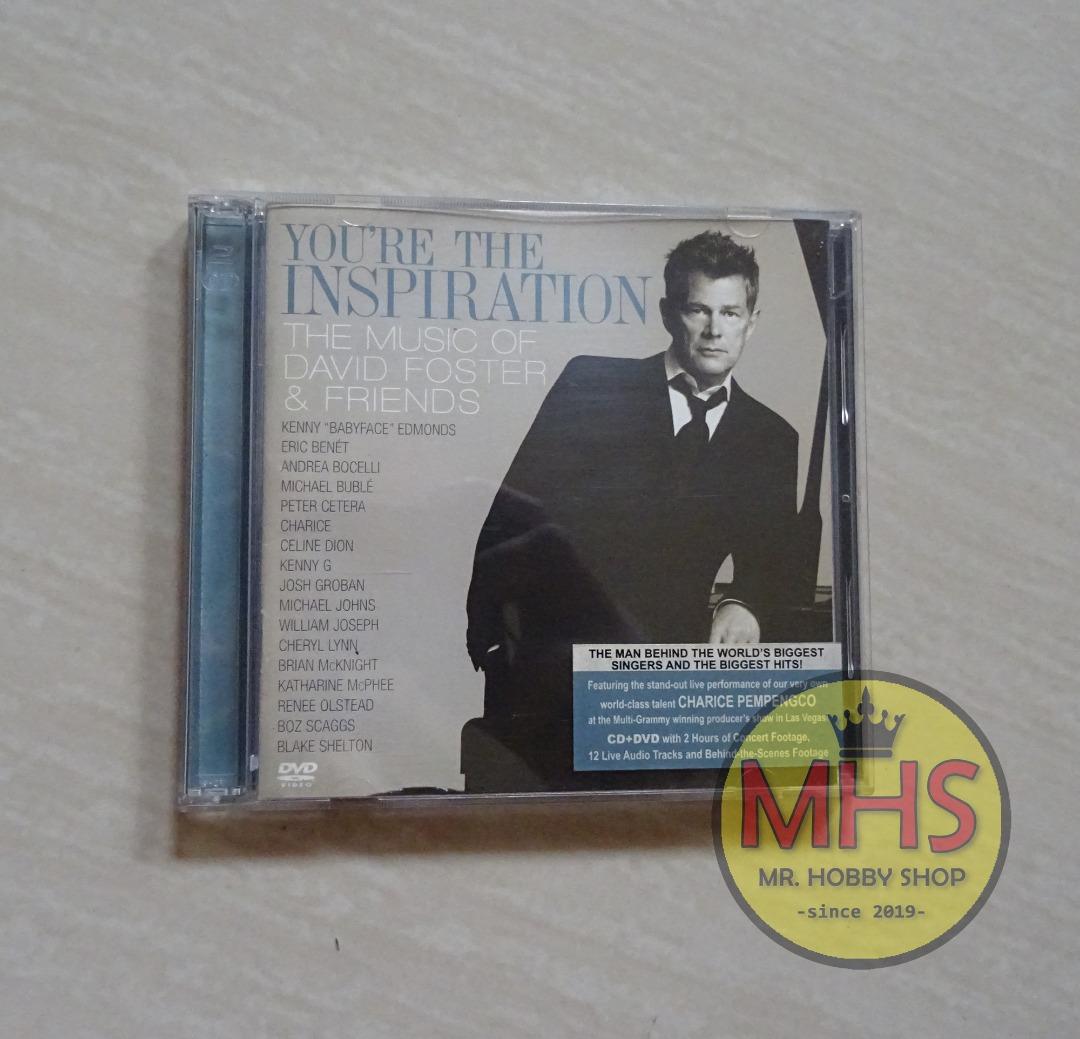 YOU'RE THE
INSPIRATION
THE MUSIC OF
DAVID FOSTER
& FRIENDS
KENNY "BABYFACE" EDMONDS
ERIC BENÉT
ANDREA BOCELLI
MICHAEL BUBLÉ
PETER CETERA
CHARICE
CELINE DION
KENNY G
JOSH GROBAN
MICHAEL JOHNS
WILLIAM JOSEPH
CHERYL LYNN
BRIAN McKNIGHT
KATHARINE McPHEE
RENEE OLSTEAD
BOZ SCAGGS
BLAKE SHELTON
DVD
VIDEO
THE MAN BEHIND THE WORLD'S BIGGEST
SINGERS AND THE BIGGEST HITS!
Featuring the stand-out live performance of our very own
world-class talent CHARICE PEMPENGCO
at the Multi-Grammy winning producer's show in Las Vegas
CD+DVD with 2 Hours of Concert Footage,
12 Live Audio Tracks and Behind-the-Scenes Footage
MHS
MR. HOBBY SHOP
-since 2019-